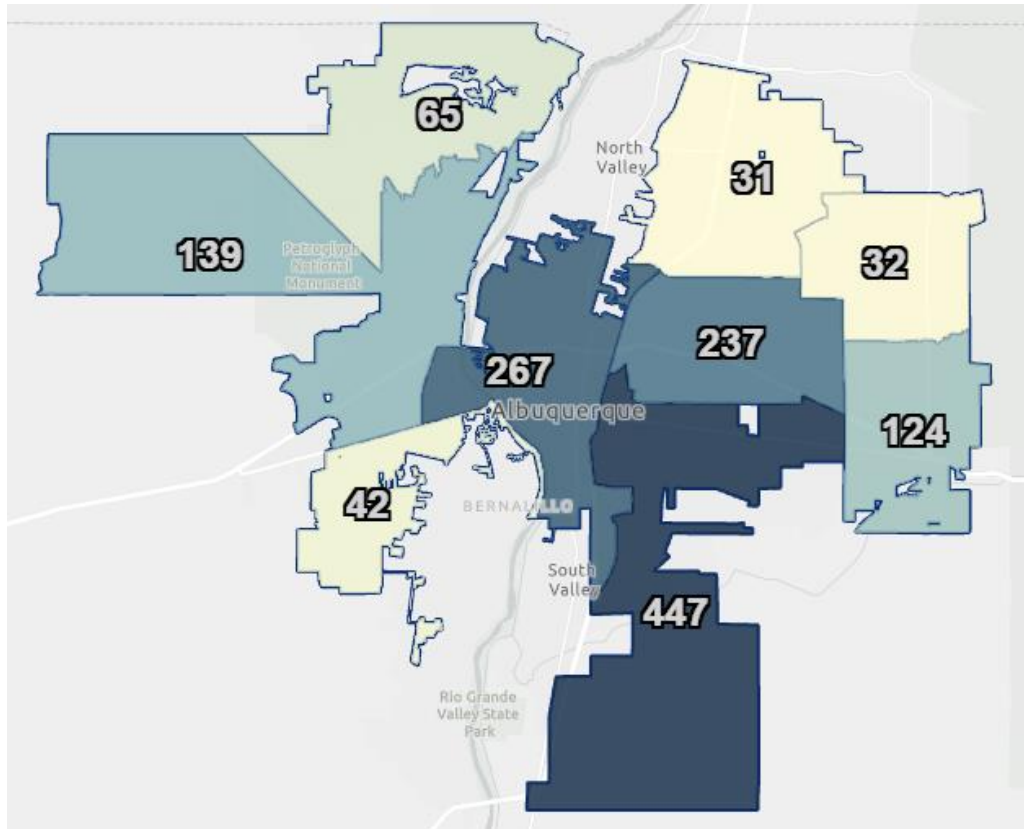 65
North
Valley
31
139
Petroglyph
National
Monument
32
267
237
Albuquerque
124
42
BERNALILLO
South
Valley
447
Rio Grande
Valley State
Park